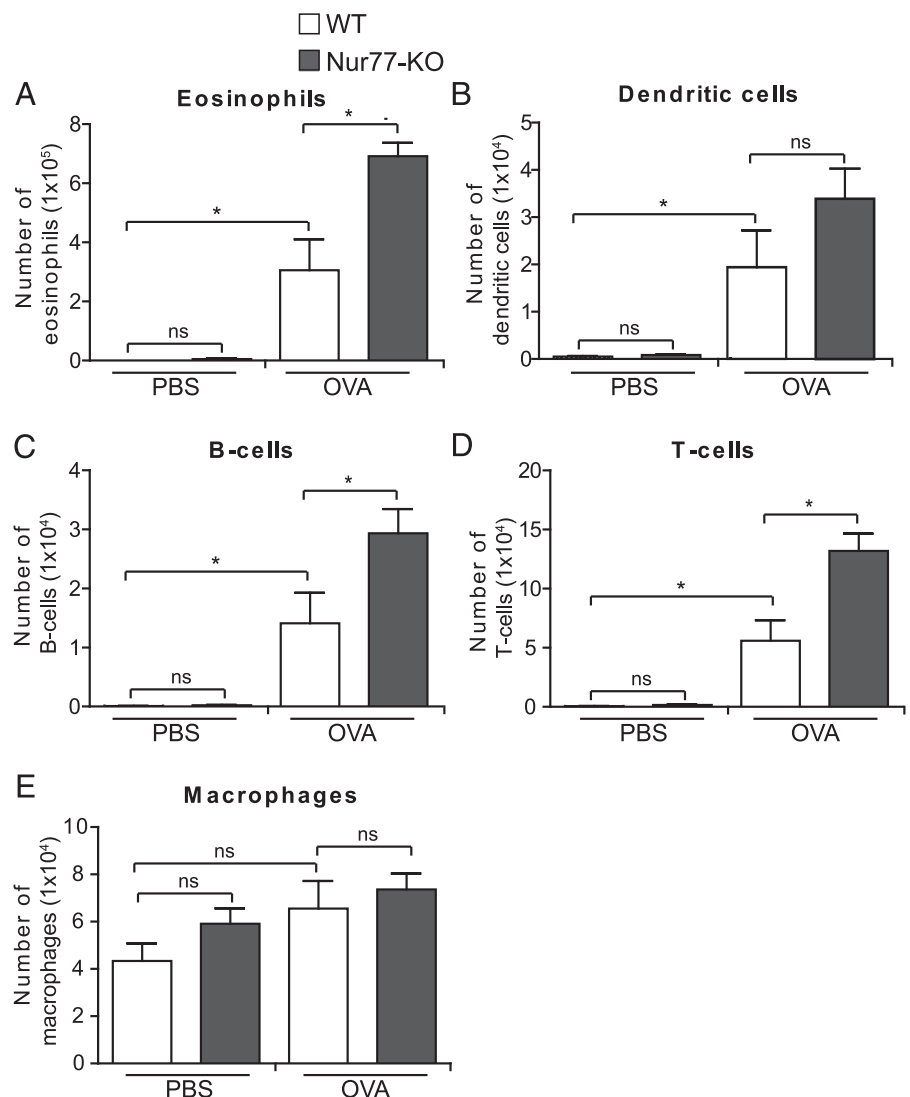 WT
Nur77-KO
A
Eosinophils
Number of
eosinophils (1x10⁵)
8
6
4
2
0
*
*
ns
PBS
OVA
B
Dendritic cells
Number of
dendritic cells (1x10⁴)
5
4
3
2
1
0
ns
*
ns
PBS
OVA
C
B-cells
Number of
B-cells (1x10⁴)
4
3
2
1
0
*
*
ns
PBS
OVA
D
T-cells
Number of
T-cells (1x10⁴)
20
15
10
5
0
*
*
ns
PBS
OVA
E
Macrophages
Number of
macrophages (1x10⁴)
10
8
6
4
2
0
ns
ns
ns
PBS
OVA